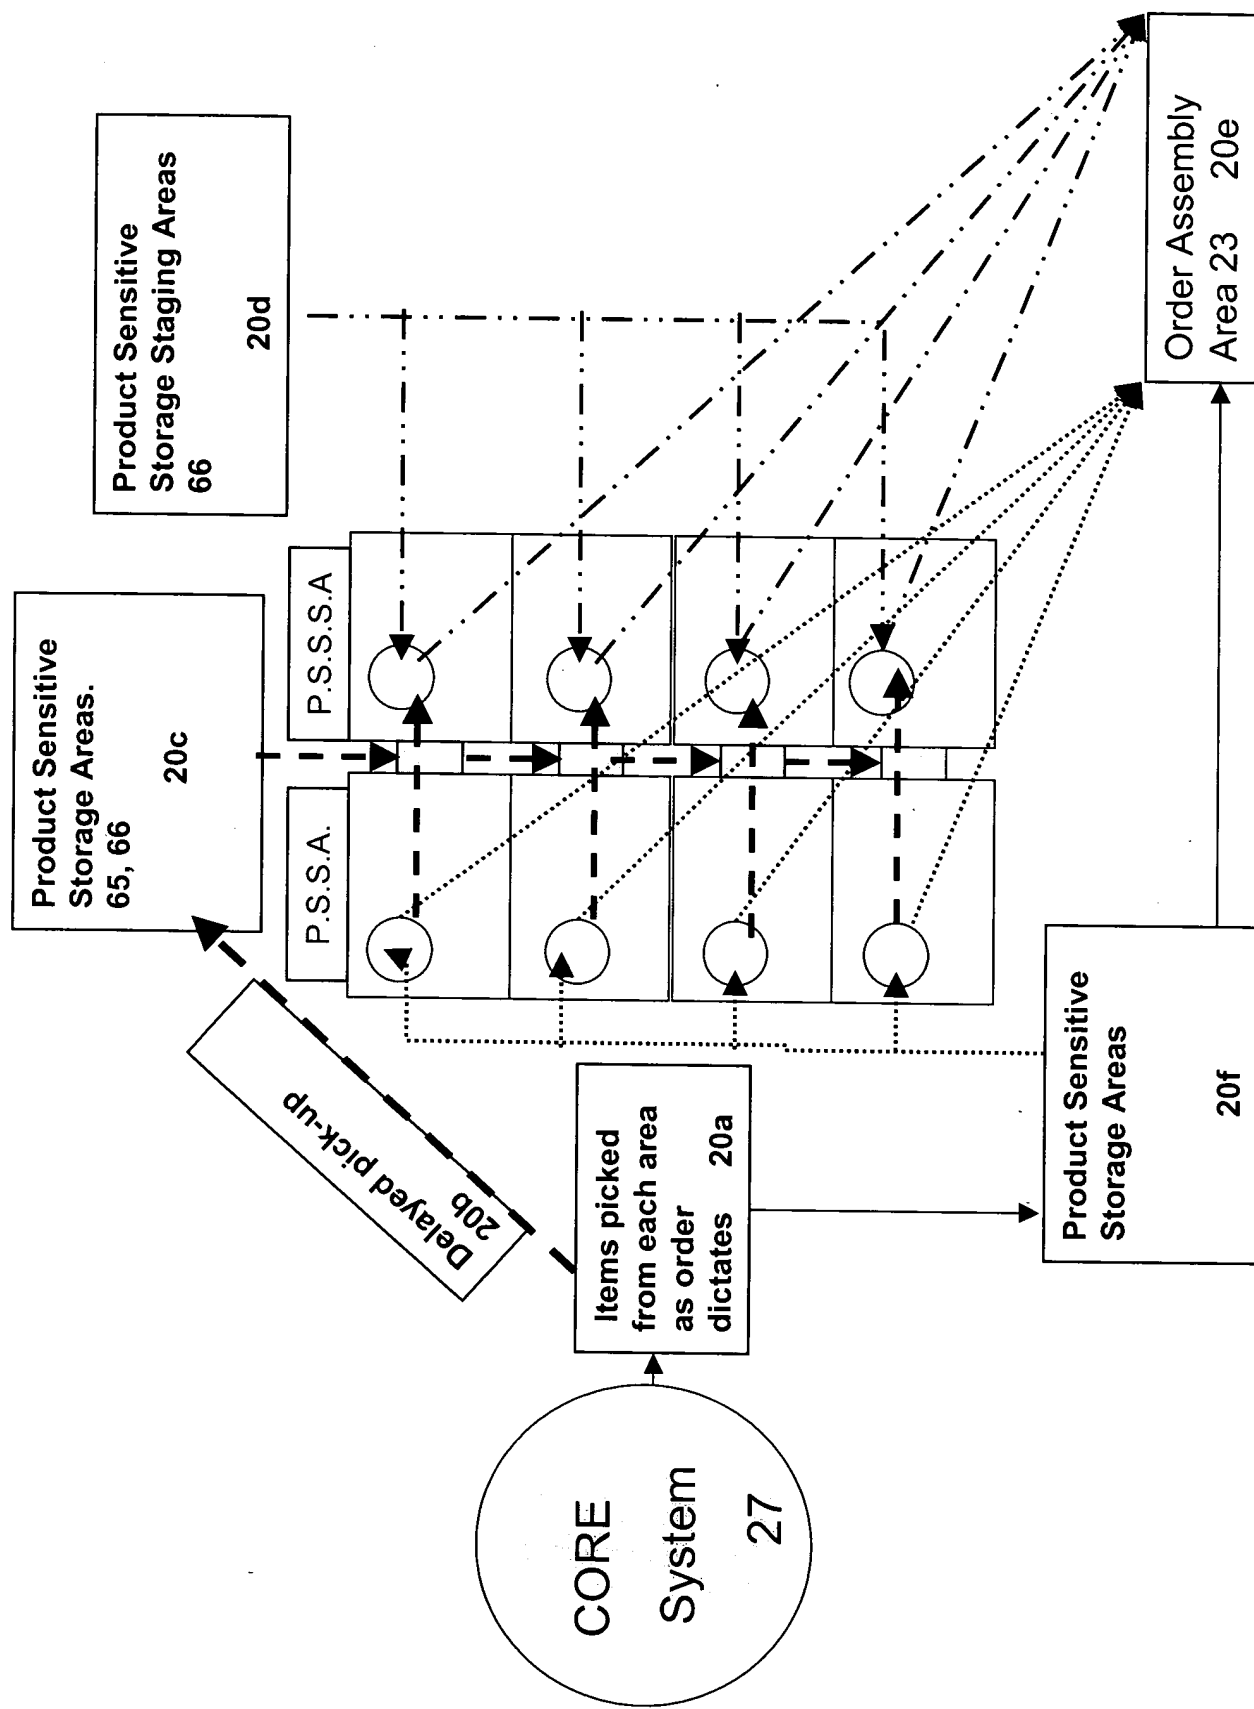 CORE
System
27
Items picked
from each area
as order
dictates 20a
Delayed pick-up
20b
Product Sensitive
Storage Areas.
65, 66
20c
Product Sensitive
Storage Staging Areas
66
20d
P.S.S.A.
P.S.S.S.A
Product Sensitive
Storage Areas
20f
Order Assembly
Area 23 20e